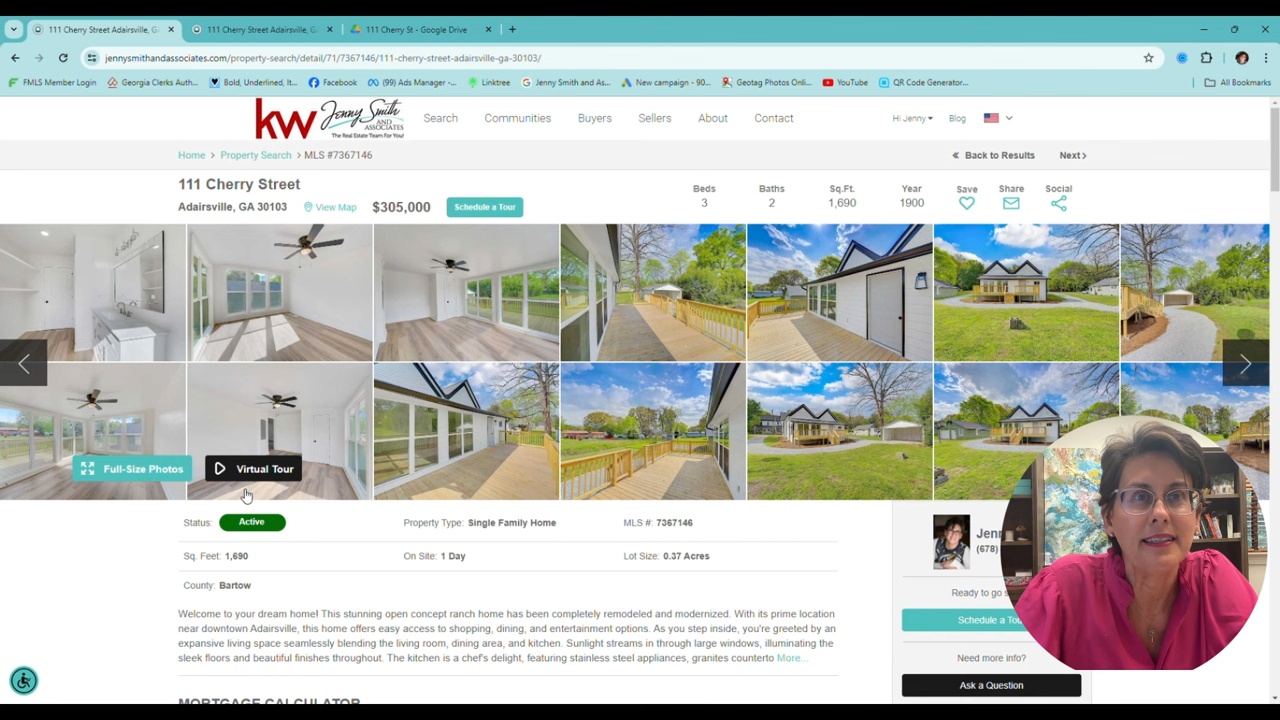 111 Cherry Street Adairsville, G
111 Cherry Street Adairsville, G
111 Cherry St - Google Drive
jennysmithandassociates.com/property-search/detail/71/7367146/111-cherry-street-adairsville-ga-30103/
FMLS Member Login
Georgia Clerks Auth...
Bold, Underlined, It...
Facebook
(99) Ads Manager -...
Linktree
Jenny Smith and As...
New campaign - 90...
Geotag Photos Onli...
YouTube
QR Code Generator...
All Bookmarks
kw Jenny Smith
AND ASSOCIATES
The Real Estate Team For You!
Search
Communities
Buyers
Sellers
About
Contact
Hi Jenny
Blog
Home > Property Search > MLS #7367146
Back to Results
Next
111 Cherry Street
Adairsville, GA 30103
View Map
$305,000
Schedule a Tour
Beds
3
Baths
2
Sq.Ft.
1,690
Year
1900
Save
Share
Social
Full-Size Photos
Virtual Tour
Status: Active
Property Type: Single Family Home
MLS #: 7367146
Sq. Feet: 1,690
On Site: 1 Day
Lot Size: 0.37 Acres
County: Bartow
Welcome to your dream home! This stunning open concept ranch home has been completely remodeled and modernized. With its prime location
near downtown Adairsville, this home offers easy access to shopping, dining, and entertainment options. As you step inside, you're greeted by an
expansive living space seamlessly blending the living room, dining area, and kitchen. Sunlight streams in through large windows, illuminating the
sleek floors and beautiful finishes throughout. The kitchen is a chef's delight, featuring stainless steel appliances, granites counterto More...
MORTGAGE CALCULATOR
Jenn
(678)
Ready to go s
Schedule a Tou
Need more info?
Ask a Question